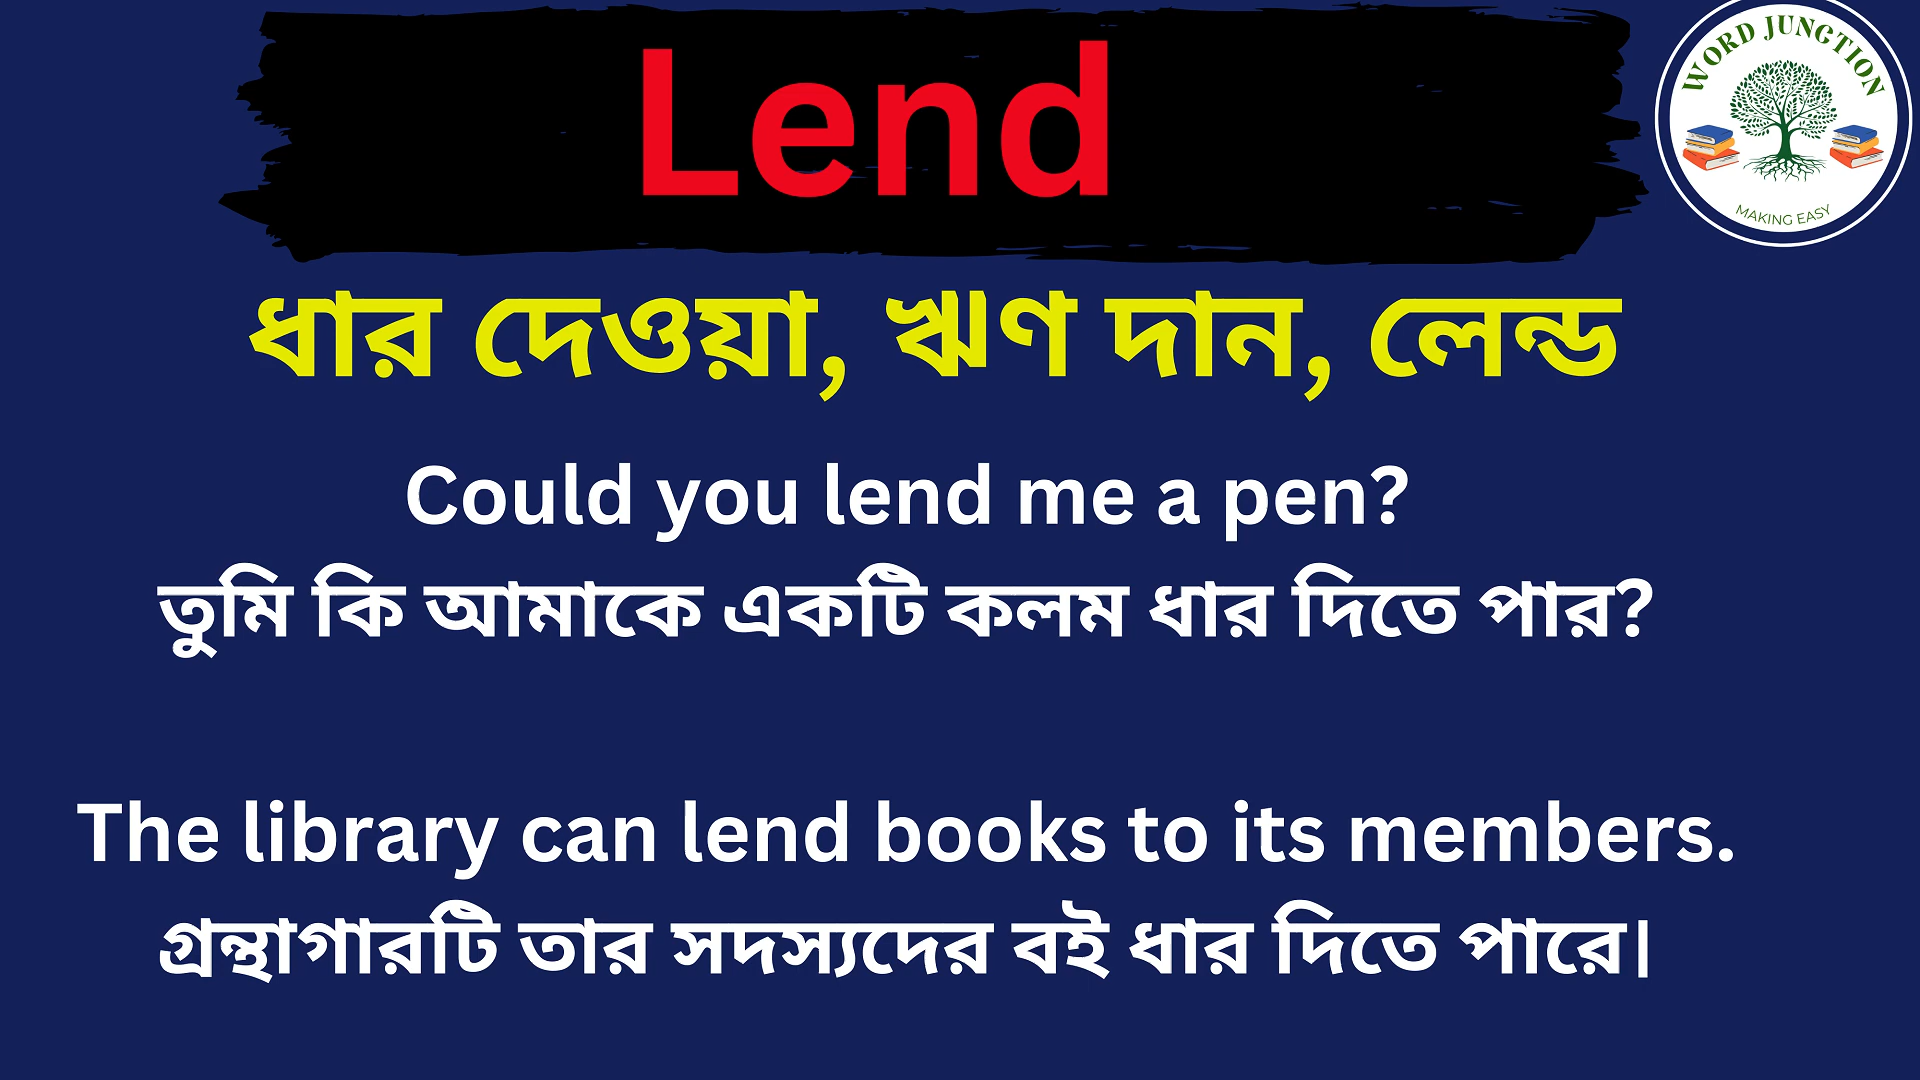 Lend
WORD JUNCTION
MAKING EASY
ধার দেওয়া, ঋণ দান, লেন্ড
Could you lend me a pen?
তুমি কি আমাকে একটি কলম ধার দিতে পার?
The library can lend books to its members.
গ্রন্থাগারটি তার সদস্যদের বই ধার দিতে পারে।